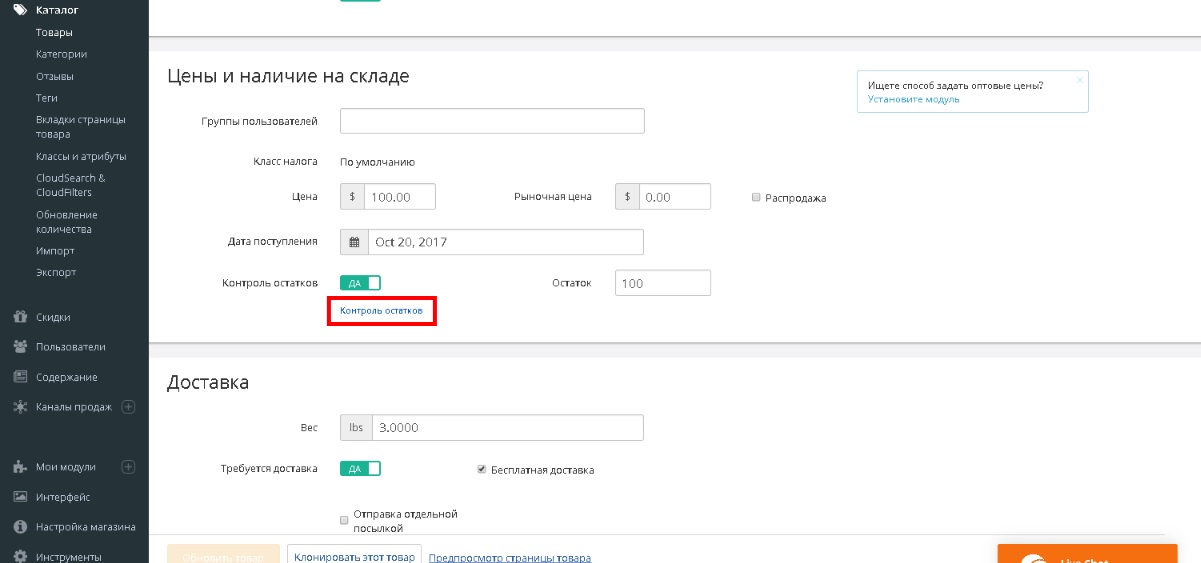 Каталог
Товары
Категории
Отзывы
Теги
Вкладки страницы
товара
Классы и атрибуты
CloudSearch &
CloudFilters
Обновление
количества
Импорт
Экспорт
Скидки
Пользователи
Содержание
Каналы продаж
Мои модули
Интерфейс
Настройка магазина
Инструменты
Цены и наличие на складе
Ищете способ задать оптовые цены? ×
Установите модуль
Группы пользователей
Класс налога По умолчанию
Цена $ 100.00 Рыночная цена $ 0.00 Распродажа
Дата поступления Oct 20, 2017
Контроль остатков ДА Остаток 100
Контроль остатков
Доставка
Вес lbs 3.0000
Требуется доставка ДА Бесплатная доставка
Отправка отдельной
посылкой
Обновить товар Клонировать этот товар Предпросмотр страницы товара
Live Chat